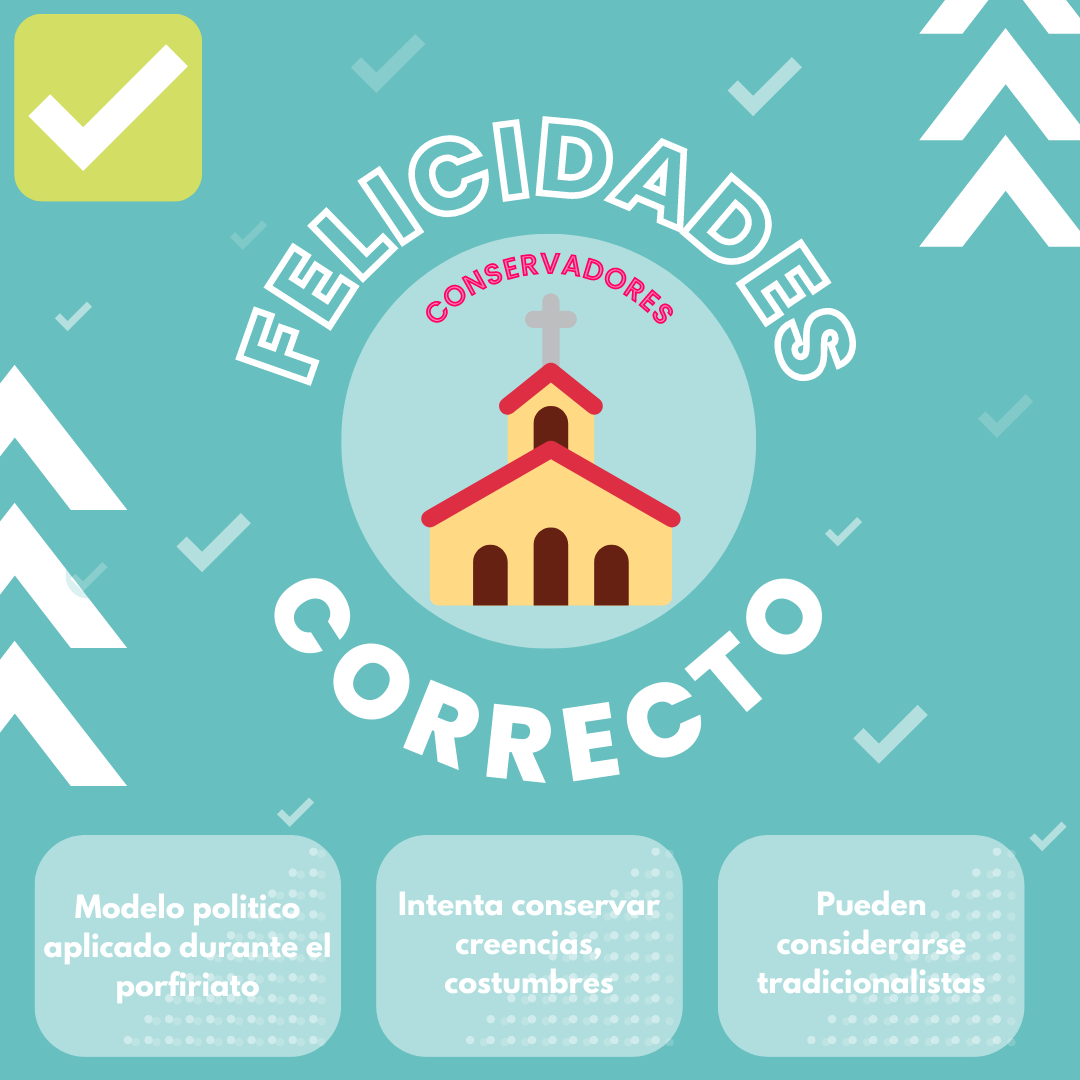 FELICIDADES
CONSERVADORES
CORRECTO
Modelo politico
aplicado durante el
porfiriato
Intenta conservar
creencias,
costumbres
Pueden
considerarse
tradicionalistas